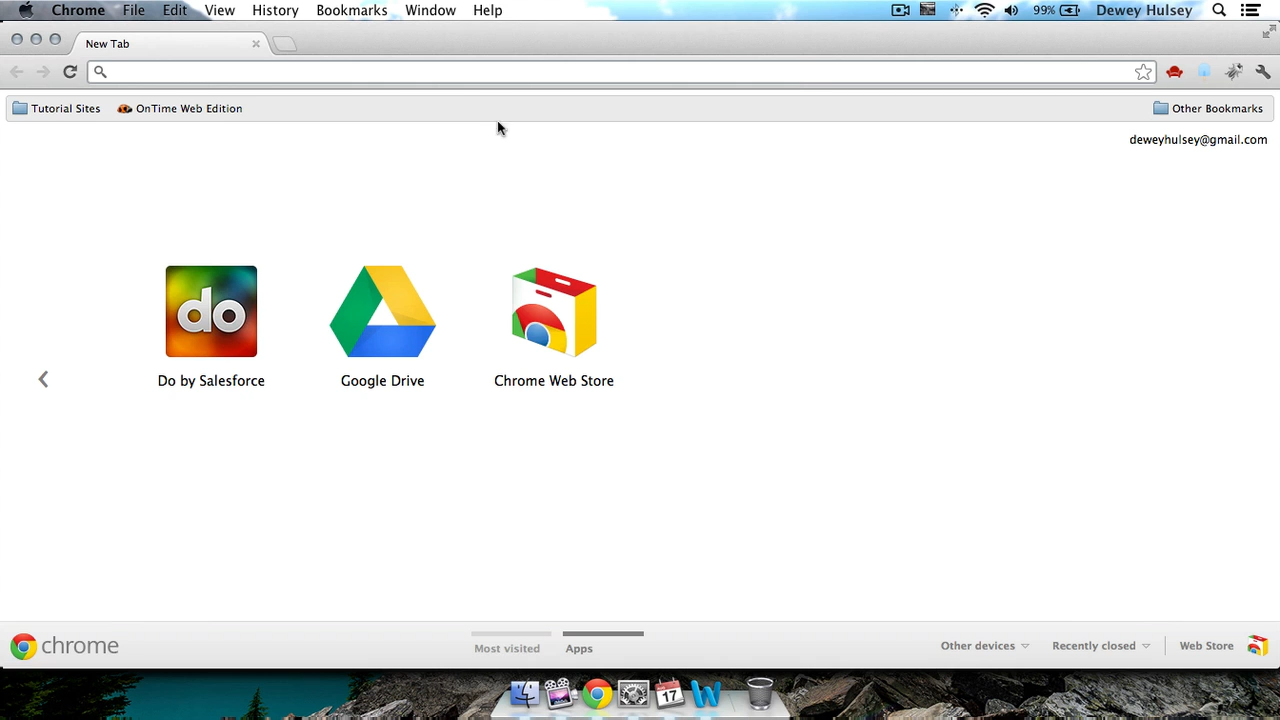 Chrome File Edit View History Bookmarks Window Help 99% Dewey Hulsey
New Tab
Tutorial Sites OnTime Web Edition Other Bookmarks
deweyhulsey@gmail.com
do
Do by Salesforce Google Drive Chrome Web Store
chrome Most visited Apps Other devices Recently closed Web Store
17
W